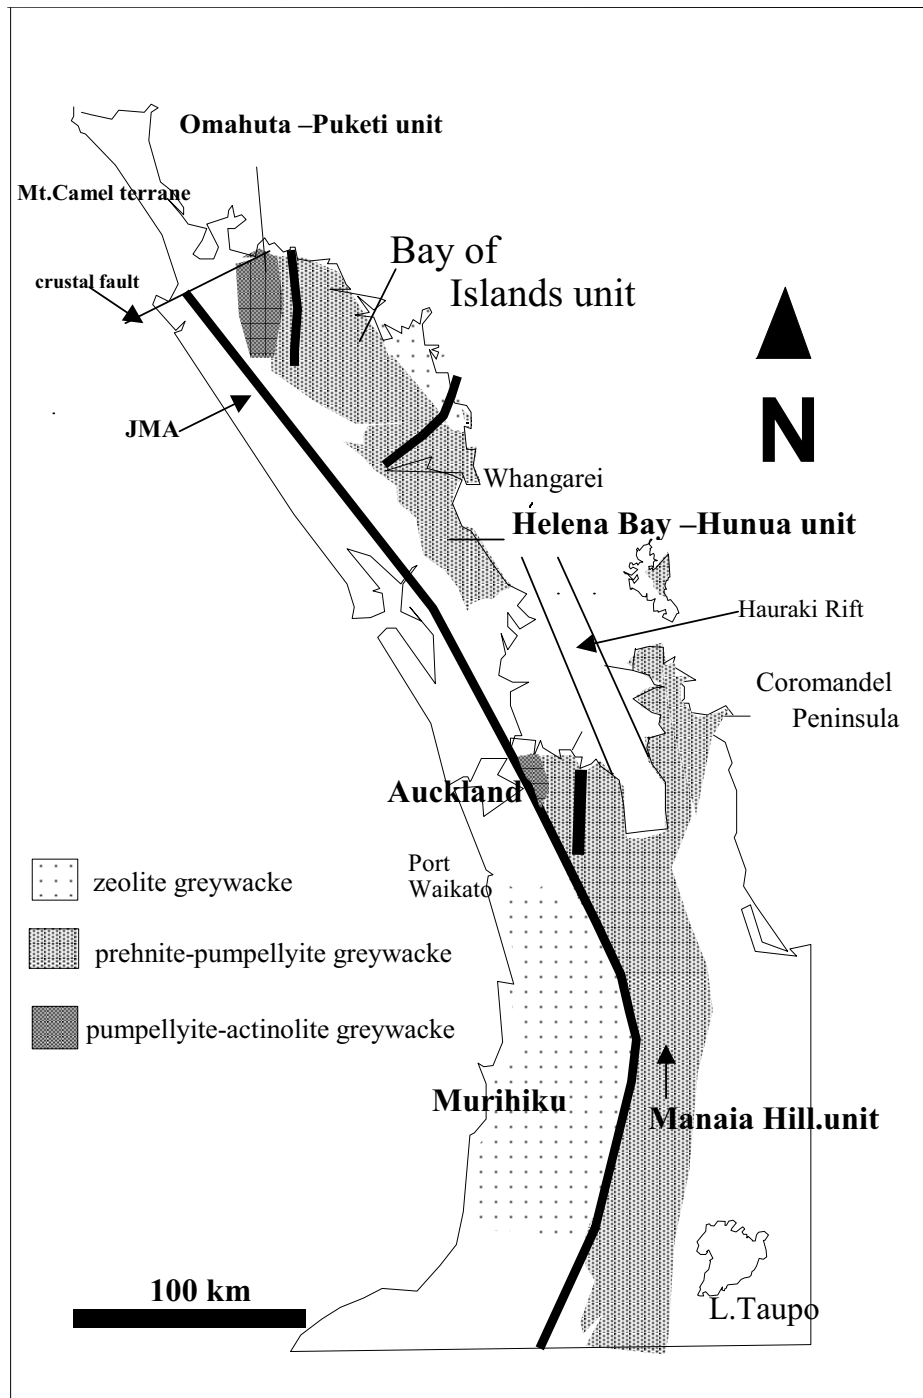 Omahuta –Puketi unit
Mt.Camel terrane
Bay of
Islands unit
crustal fault
JMA
N
Whangarei
Helena Bay –Hunua unit
Hauraki Rift
Coromandel
Peninsula
Auckland
Port
Waikato
zeolite greywacke
prehnite-pumpellyite greywacke
pumpellyite-actinolite greywacke
Murihiku
Manaia Hill.unit
100 km
L.Taupo